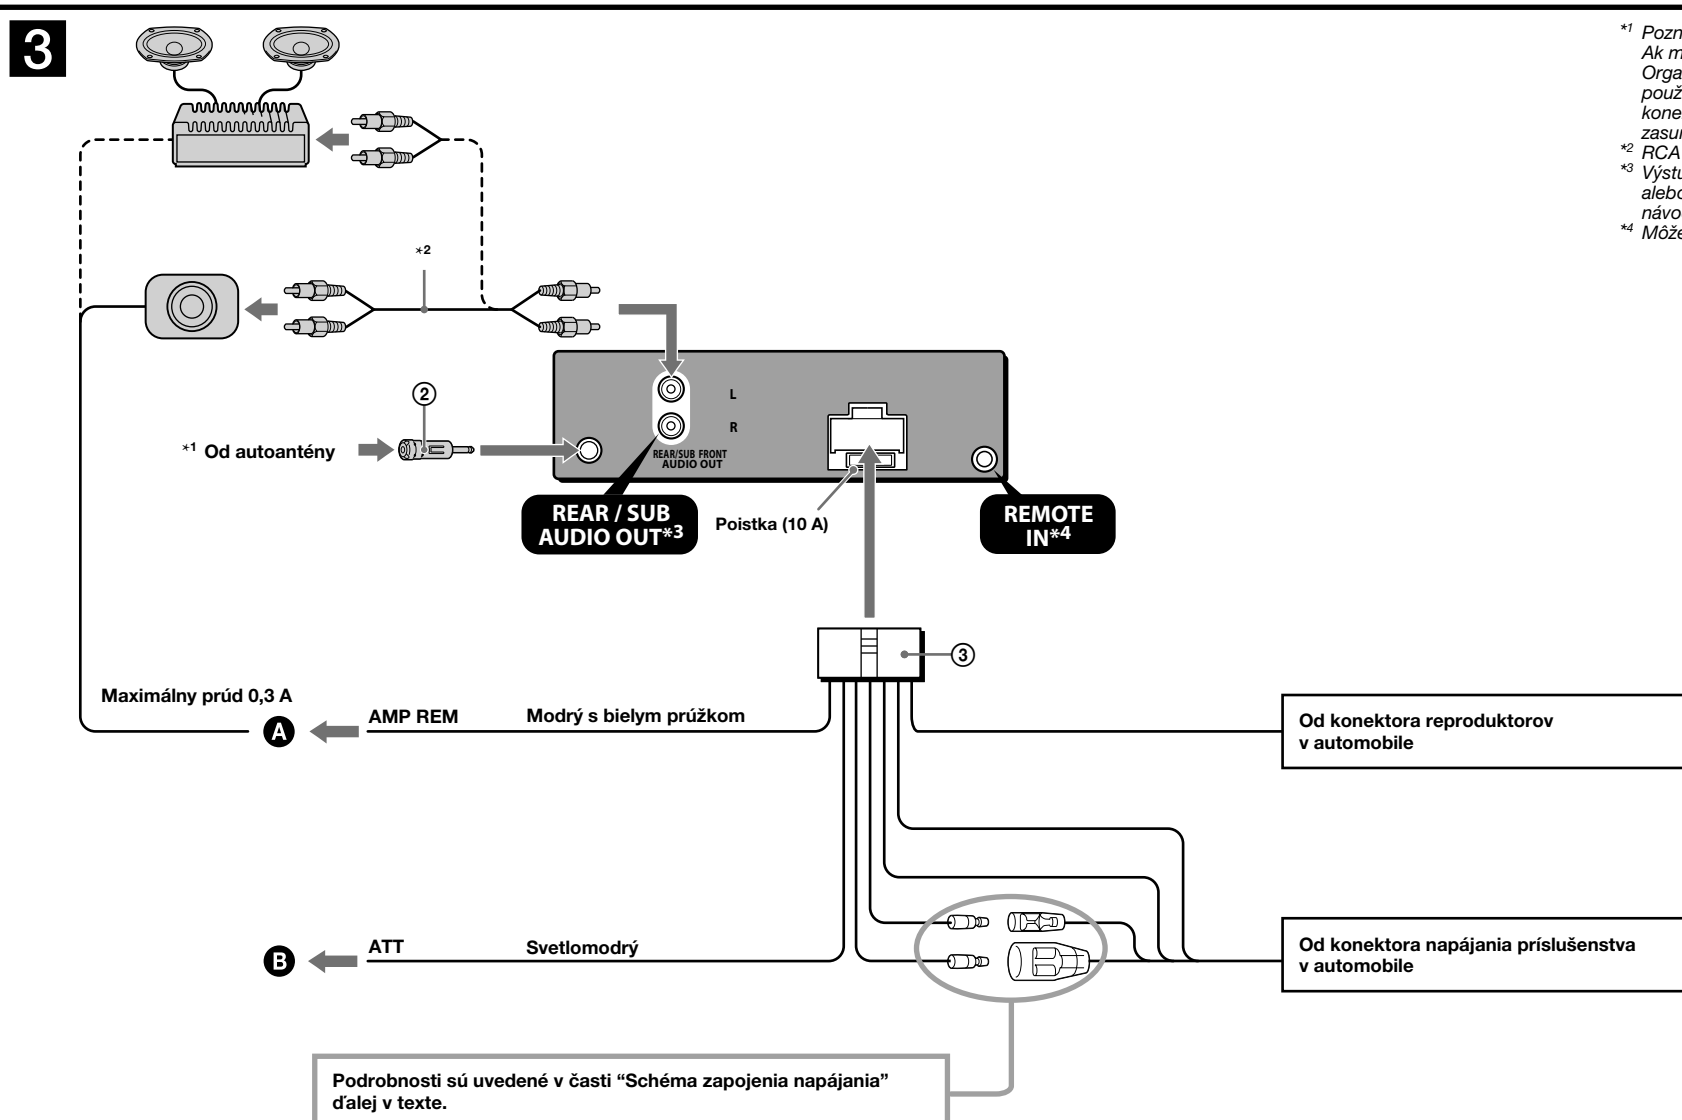 3
*1 Pozn
Ak m
Orga
použ
kone
zasu
*2 RCA
*3 Výstu
alebo
návo
*4 Môže
*2
2
L
R
*1 Od autoantény
REAR/SUB FRONT
AUDIO OUT
REAR / SUB
AUDIO OUT*3
Poistka (10 A)
REMOTE
IN*4
3
Maximálny prúd 0,3 A
A
AMP REM
Modrý s bielym prúžkom
Od konektora reproduktorov
v automobile
B
ATT
Svetlomodrý
Od konektora napájania príslušenstva
v automobile
Podrobnosti sú uvedené v časti “Schéma zapojenia napájania”
ďalej v texte.